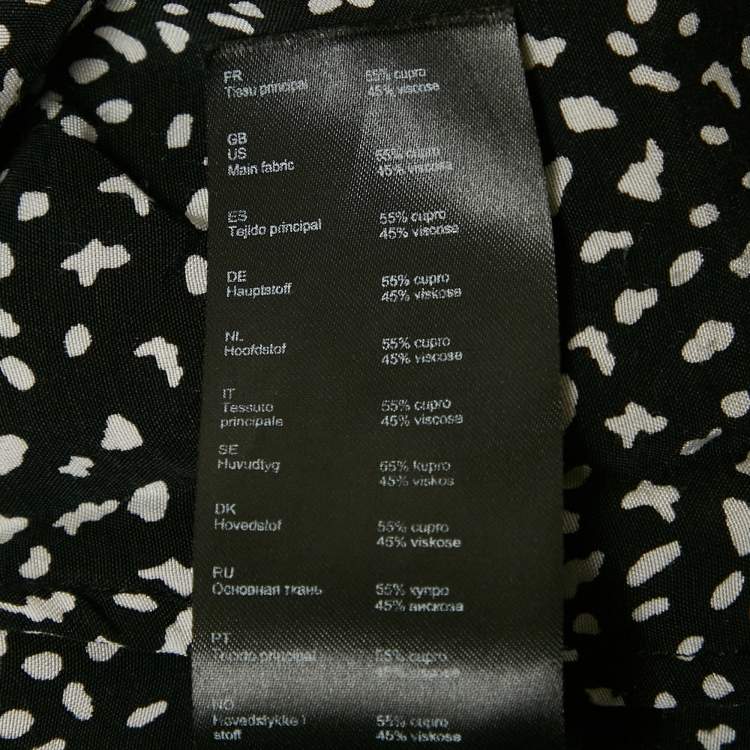 FR
Tissu principal 55% cupro
45% viscose
GB
US 55% cupro
Main fabric 45% viscose
ES 55% cupro
Tejido principal 45% viscose
DE 55% cupro
Hauptstoff 45% viskose
NL 55% cupro
Hoofdstof 45% viscose
IT
Tessuto 55% cupro
principale 45% viscose
SE
Huvudtyg 55% kupro
45% viskos
DK
Hovedstof 55% cupro
45% viskose
RU
Основная ткань 55% купро
45% вискоза
PT
Tejido principal 55% cupro
45% viscose
NO
Hovedstykke i 55% cupro
stoff 45% viskose